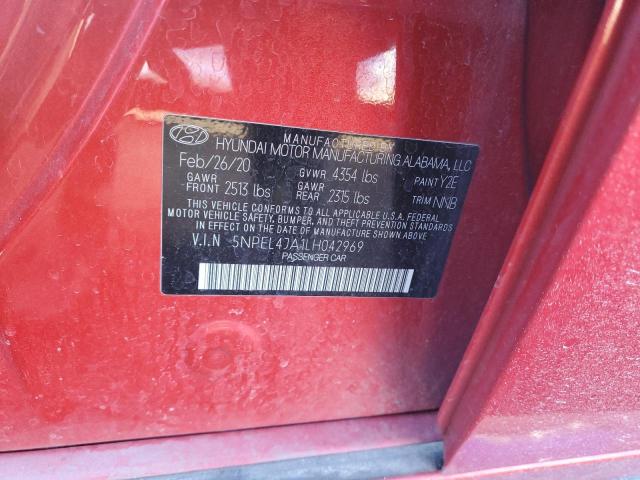 MANUFACTURED BY
HYUNDAI MOTOR MANUFACTURING ALABAMA, LLC
Feb/26/20 GVWR 4354 lbs PAINT Y2E
GAWR FRONT 2513 lbs GAWR REAR 2315 lbs TRIM NNB
THIS VEHICLE CONFORMS TO ALL APPLICABLE U.S.A. FEDERAL
MOTOR VEHICLE SAFETY, BUMPER, AND THEFT PREVENTION STANDARDS
IN EFFECT ON THE DATE OF MANUFACTURE SHOWN ABOVE.
V.I.N 5NPEL4JA1LH042969
PASSENGER CAR